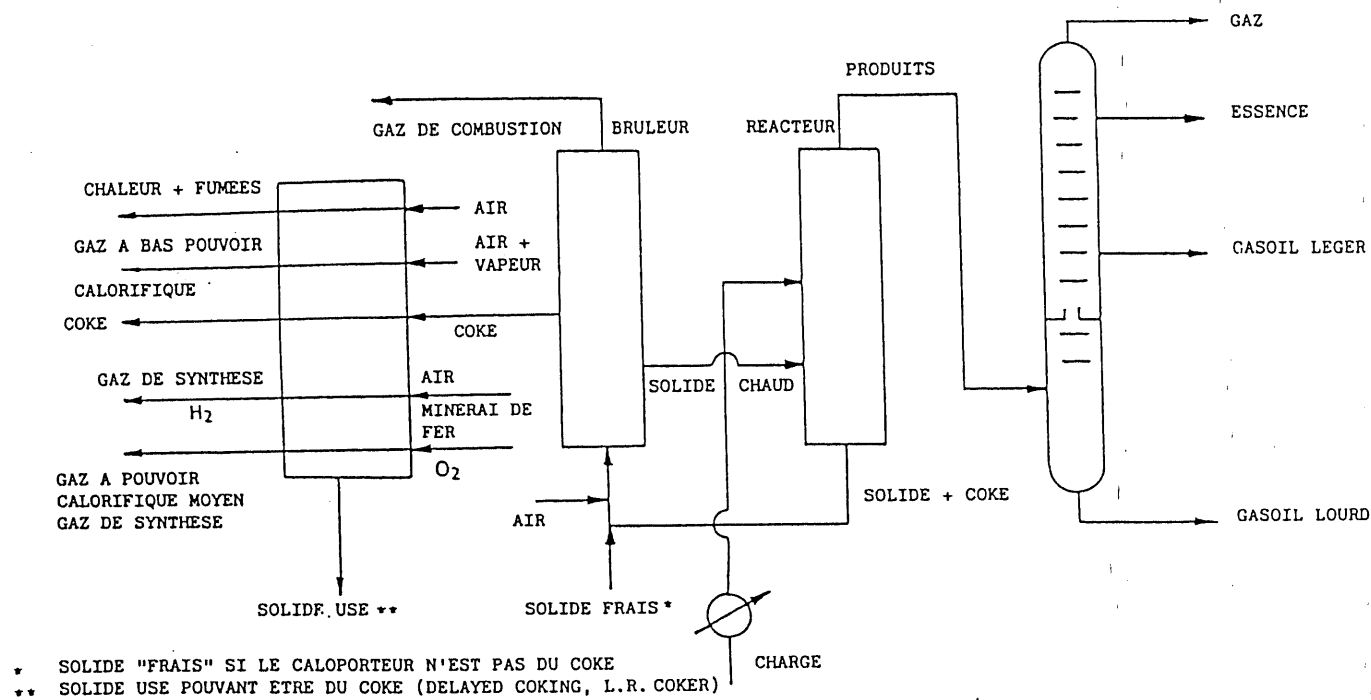 GAZ
PRODUITS
ESSENCE
GAZ DE COMBUSTION
BRULEUR
REACTEUR
CHALEUR + FUMEES
AIR
GAZ A BAS POUVOIR
CALORIFIQUE
AIR +
VAPEUR
GASOIL LEGER
COKE
COKE
SOLIDE CHAUD
GAZ DE SYNTHESE
H2
AIR
MINERAI DE
FER
O2
GAZ A POUVOIR
CALORIFIQUE MOYEN
GAZ DE SYNTHESE
AIR
SOLIDE + COKE
GASOIL LOURD
SOLIDE USE **
SOLIDE FRAIS *
CHARGE
* SOLIDE "FRAIS" SI LE CALOPORTEUR N'EST PAS DU COKE
** SOLIDE USE POUVANT ETRE DU COKE (DELAYED COKING, L.R. COKER)